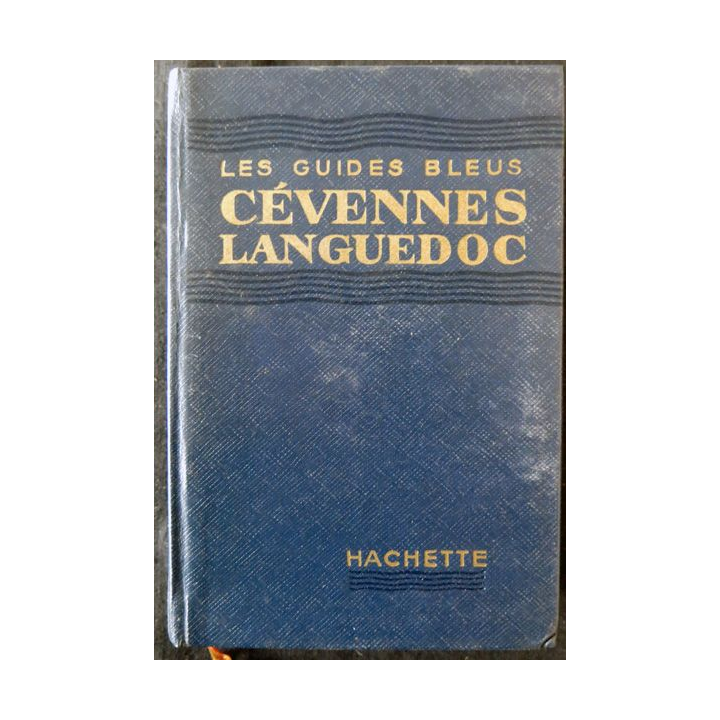 LES GUIDES BLEUS
CÉVENNES
LANGUEDOC
HACHETTE